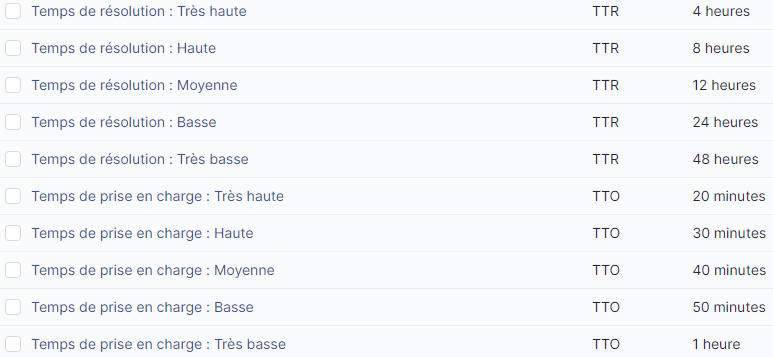 Temps de résolution : Très haute TTR 4 heures
Temps de résolution : Haute TTR 8 heures
Temps de résolution : Moyenne TTR 12 heures
Temps de résolution : Basse TTR 24 heures
Temps de résolution : Très basse TTR 48 heures
Temps de prise en charge : Très haute TTO 20 minutes
Temps de prise en charge : Haute TTO 30 minutes
Temps de prise en charge : Moyenne TTO 40 minutes
Temps de prise en charge : Basse TTO 50 minutes
Temps de prise en charge : Très basse TTO 1 heure